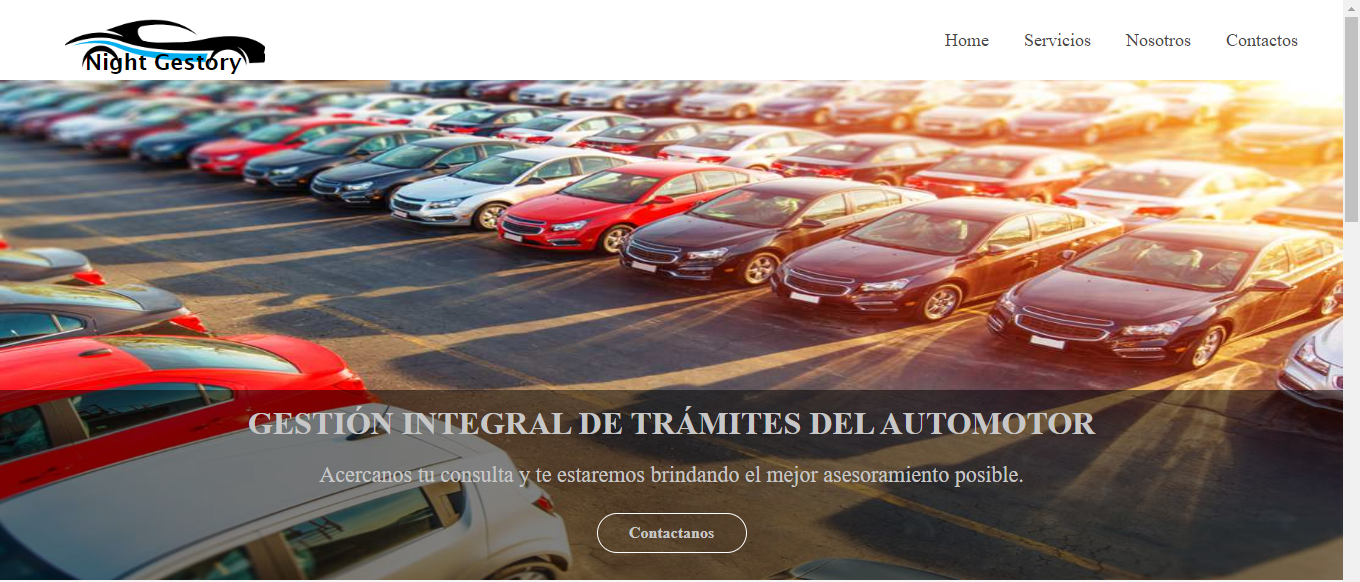 Night Gestory
Home
Servicios
Nosotros
Contactos
GESTIÓN INTEGRAL DE TRÁMITES DEL AUTOMOTOR
Acercanos tu consulta y te estaremos brindando el mejor asesoramiento posible.
Contactanos